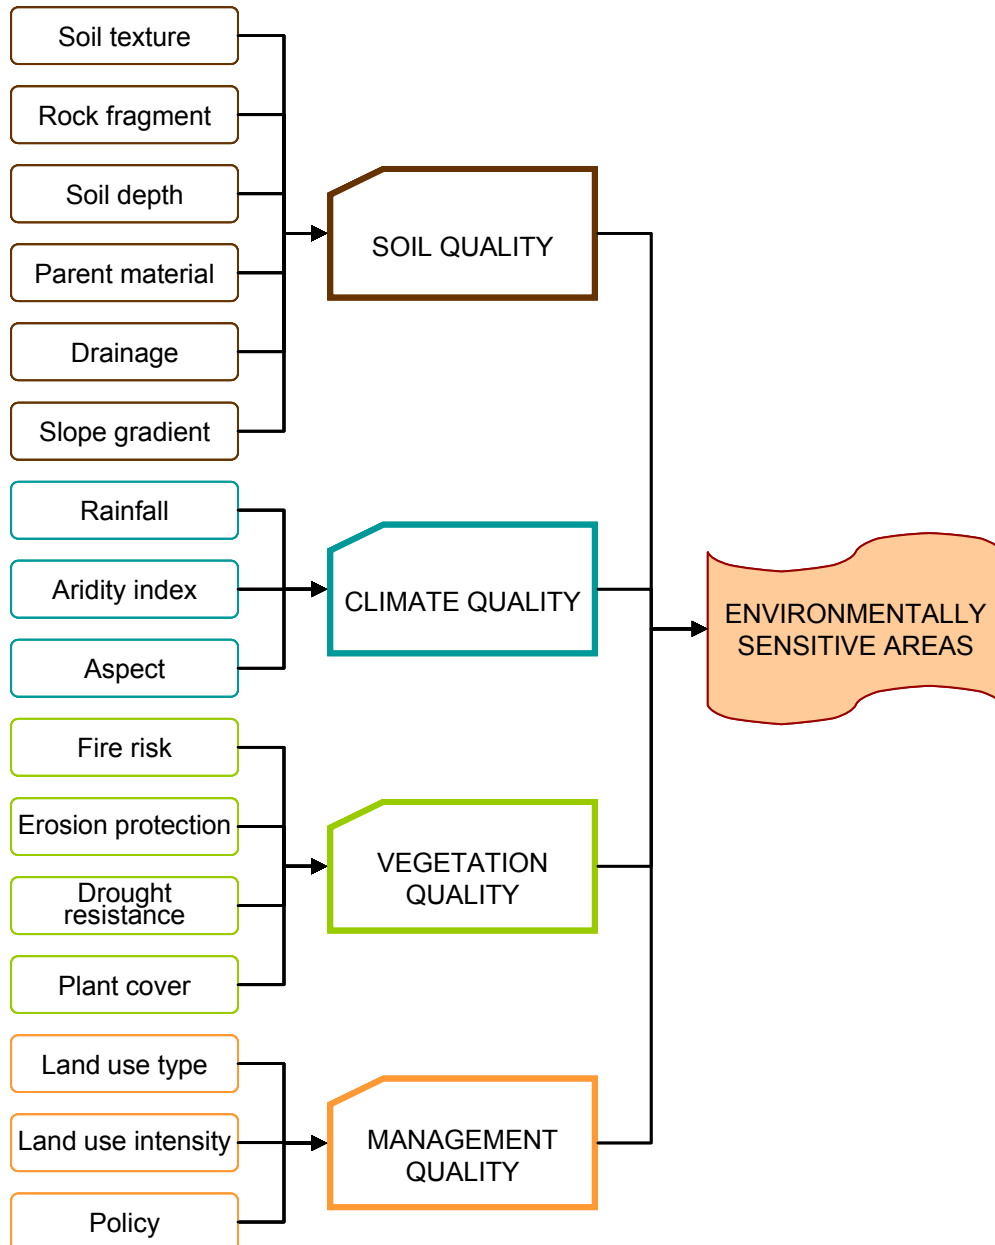 Soil texture
Rock fragment
Soil depth
Parent material
Drainage
Slope gradient
Rainfall
Aridity index
Aspect
Fire risk
Erosion protection
Drought
resistance
Plant cover
Land use type
Land use intensity
Policy
SOIL QUALITY
CLIMATE QUALITY
VEGETATION
QUALITY
MANAGEMENT
QUALITY
ENVIRONMENTALLY
SENSITIVE AREAS